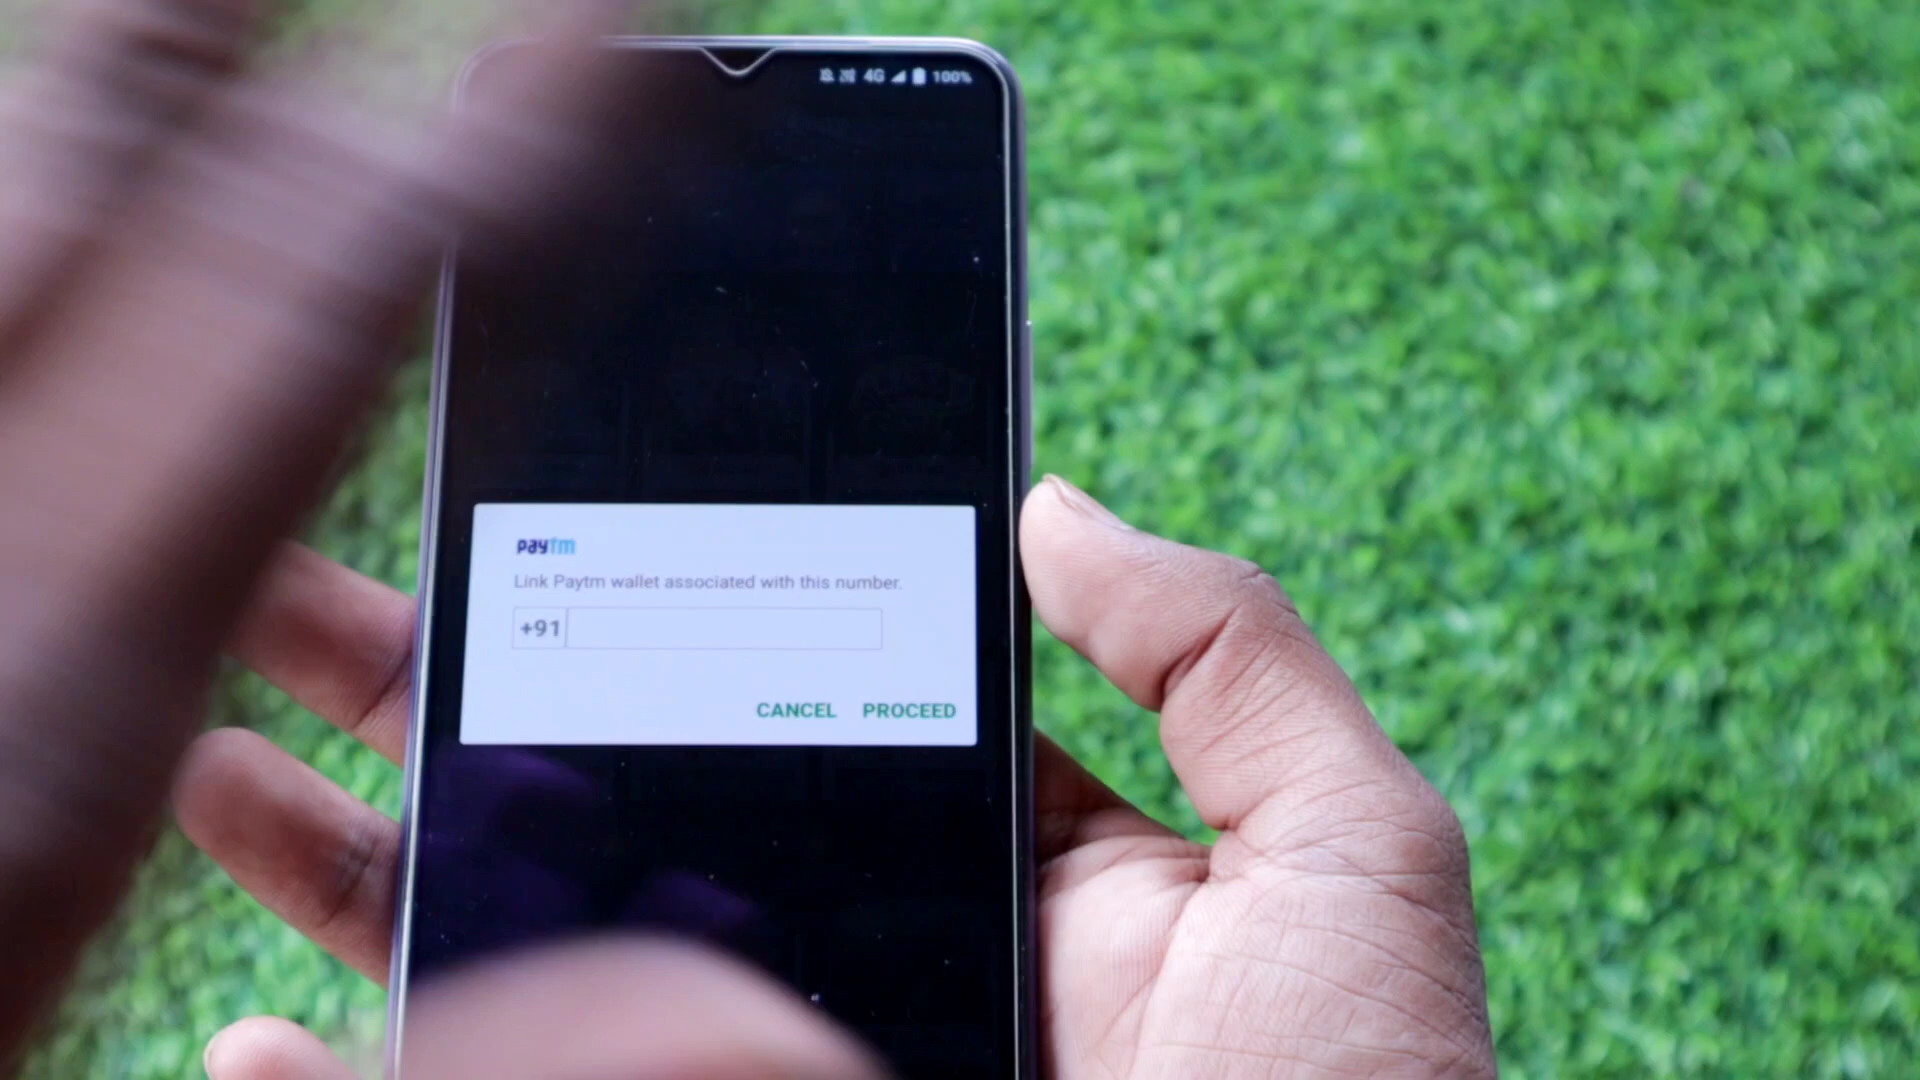 4G 100%
paytm
Link Paytm wallet associated with this number.
+91
CANCEL PROCEED